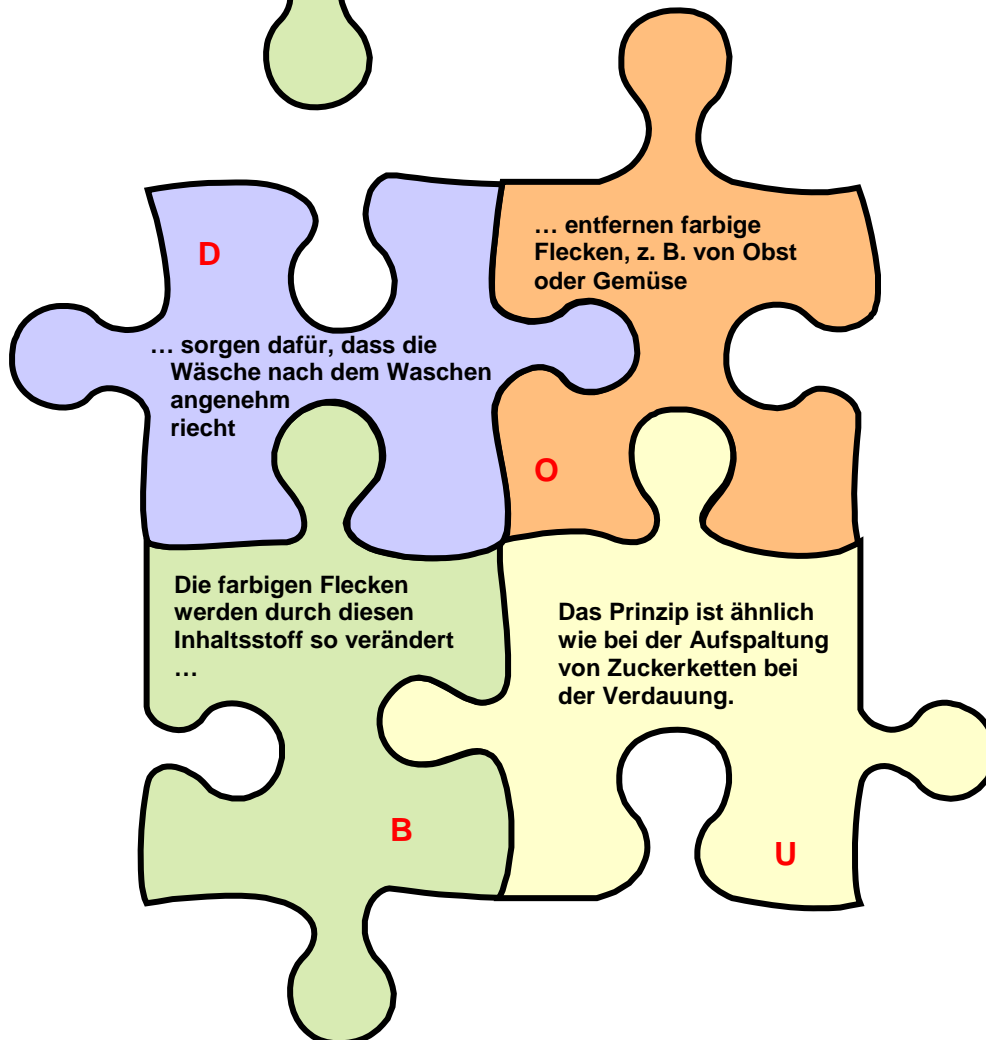 D
… sorgen dafür, dass die
Wäsche nach dem Waschen
angenehm
riecht
… entfernen farbige
Flecken, z. B. von Obst
oder Gemüse
O
Die farbigen Flecken
werden durch diesen
Inhaltsstoff so verändert
…
B
Das Prinzip ist ähnlich
wie bei der Aufspaltung
von Zuckerketten bei
der Verdauung.
U